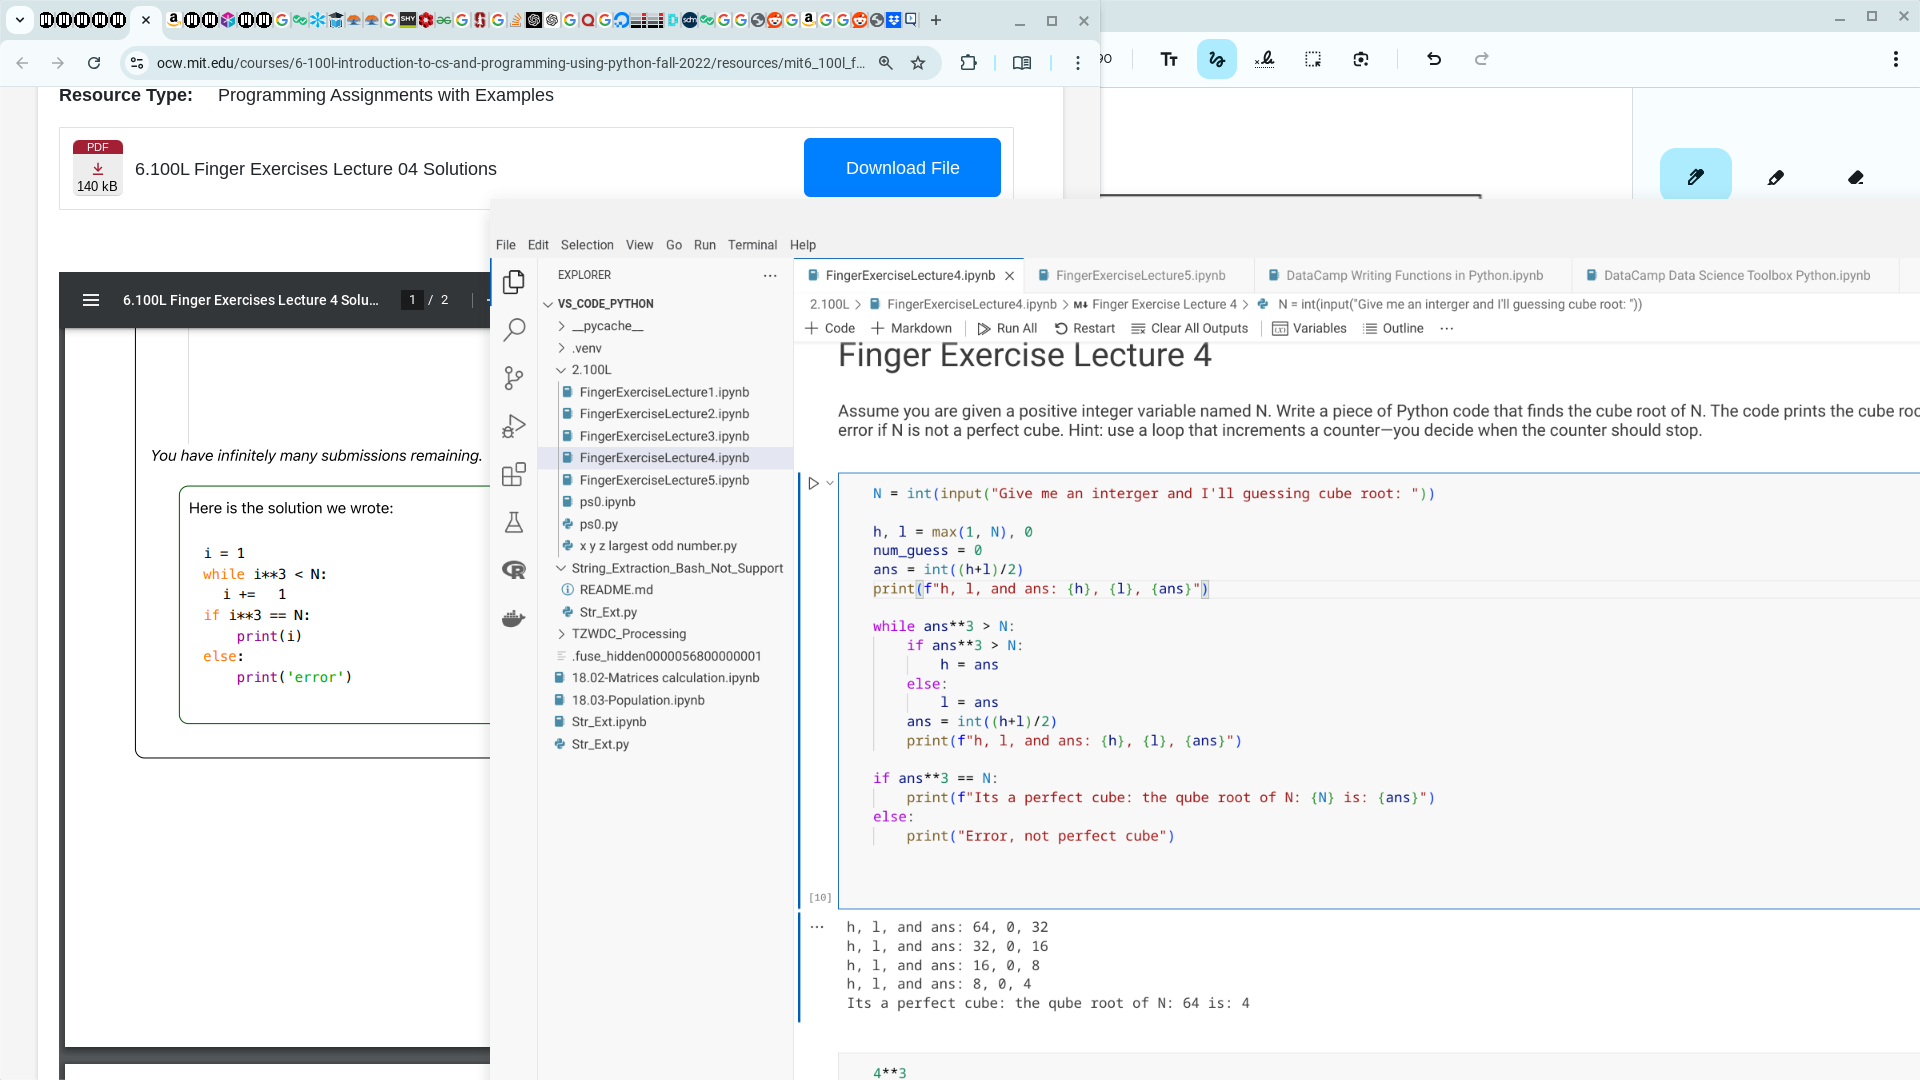 ocw.mit.edu/courses/6-100l-introduction-to-cs-and-programming-using-python-fall-2022/resources/mit6_100l_f...
Resource Type: Programming Assignments with Examples
PDF
140 kB
6.100L Finger Exercises Lecture 04 Solutions
Download File
6.100L Finger Exercises Lecture 4 Solu...
1 / 2
You have infinitely many submissions remaining.
Here is the solution we wrote:
i = 1
while i**3 < N:
i += 1
if i**3 == N:
print(i)
else:
print('error')
File Edit Selection View Go Run Terminal Help
EXPLORER
VS_CODE_PYTHON
__pycache__
.venv
2.100L
FingerExerciseLecture1.ipynb
FingerExerciseLecture2.ipynb
FingerExerciseLecture3.ipynb
FingerExerciseLecture4.ipynb
FingerExerciseLecture5.ipynb
ps0.ipynb
ps0.py
x y z largest odd number.py
String_Extraction_Bash_Not_Support
README.md
Str_Ext.py
TZWDC_Processing
.fuse_hidden0000056800000001
18.02-Matrices calculation.ipynb
18.03-Population.ipynb
Str_Ext.ipynb
Str_Ext.py
FingerExerciseLecture4.ipynb FingerExerciseLecture5.ipynb DataCamp Writing Functions in Python.ipynb DataCamp Data Science Toolbox Python.ipynb
2.100L > FingerExerciseLecture4.ipynb > M↓ Finger Exercise Lecture 4 > N = int(input("Give me an interger and I'll guessing cube root: "))
Code Markdown Run All Restart Clear All Outputs Variables Outline ...
Finger Exercise Lecture 4
Assume you are given a positive integer variable named N. Write a piece of Python code that finds the cube root of N. The code prints the cube roo
error if N is not a perfect cube. Hint: use a loop that increments a counter—you decide when the counter should stop.
N = int(input("Give me an interger and I'll guessing cube root: "))
h, l = max(1, N), 0
num_guess = 0
ans = int((h+l)/2)
print(f"h, l, and ans: {h}, {l}, {ans}")
while ans**3 > N:
if ans**3 > N:
h = ans
else:
l = ans
ans = int((h+l)/2)
print(f"h, l, and ans: {h}, {l}, {ans}")
if ans**3 == N:
print(f"Its a perfect cube: the qube root of N: {N} is: {ans}")
else:
print("Error, not perfect cube")
[10]
h, l, and ans: 64, 0, 32
h, l, and ans: 32, 0, 16
h, l, and ans: 16, 0, 8
h, l, and ans: 8, 0, 4
Its a perfect cube: the qube root of N: 64 is: 4
4**3